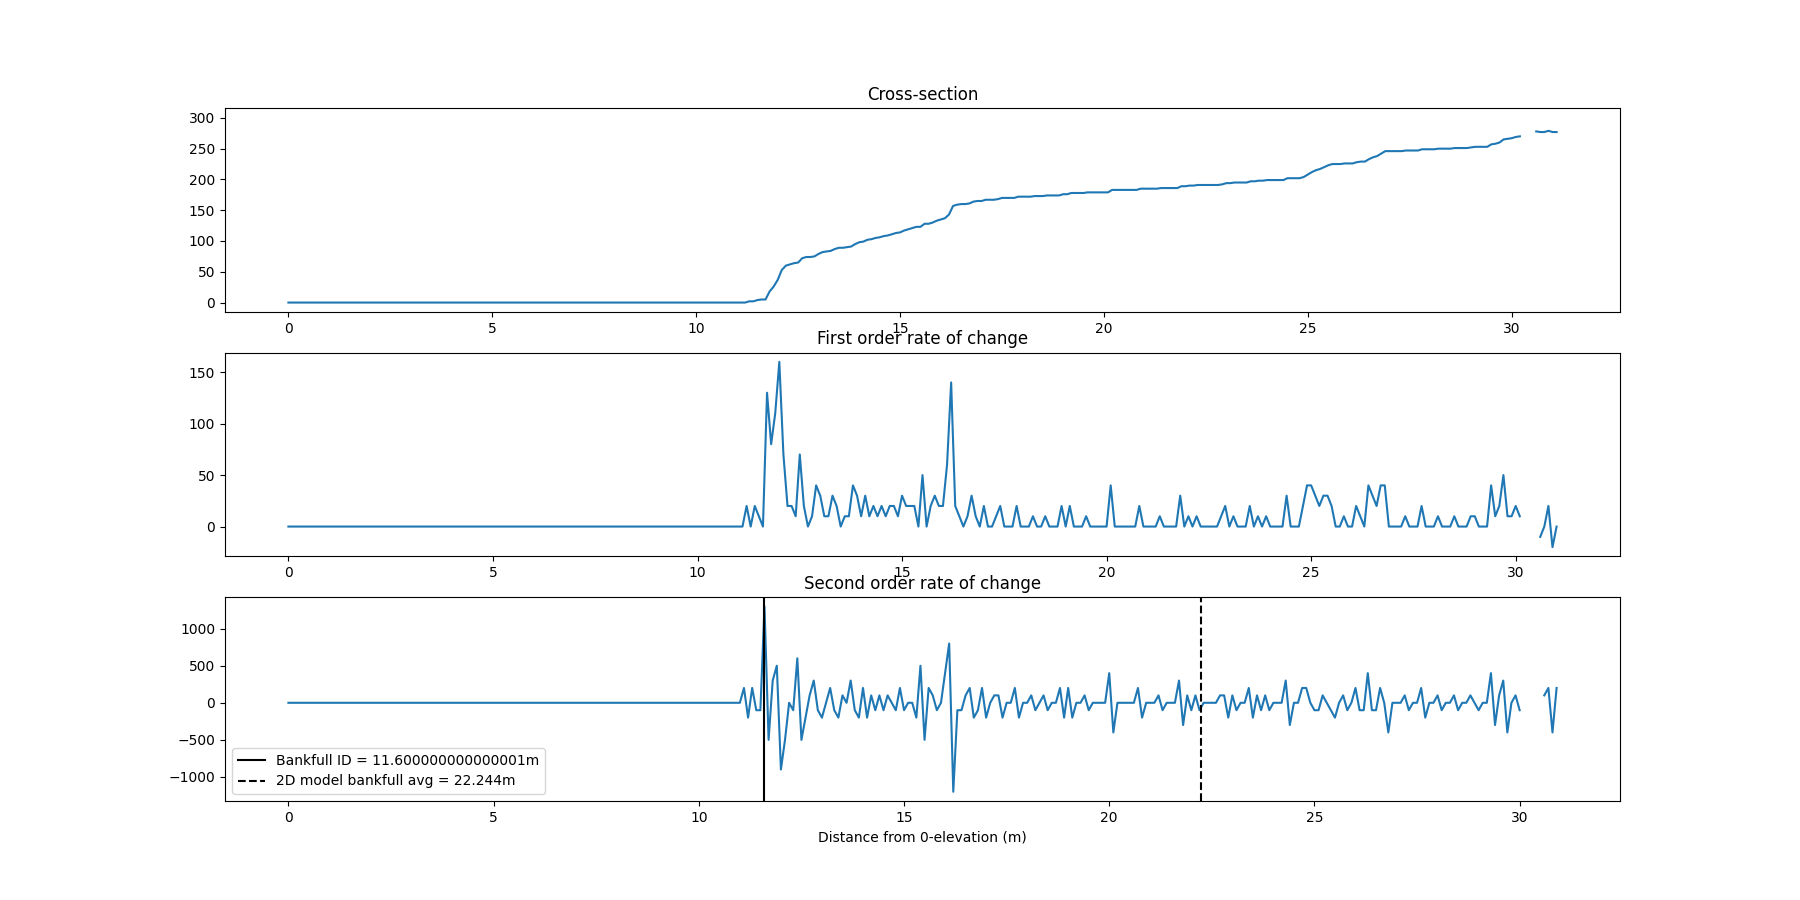 Cross-section
300
250
200
150
100
50
0
0 5 10 15 20 25 30
First order rate of change
150
100
50
0
0 5 10 15 20 25 30
Second order rate of change
1000
500
0
−500
−1000
Bankfull ID = 11.600000000000001m
2D model bankfull avg = 22.244m
0 5 10 15 20 25 30
Distance from 0-elevation (m)